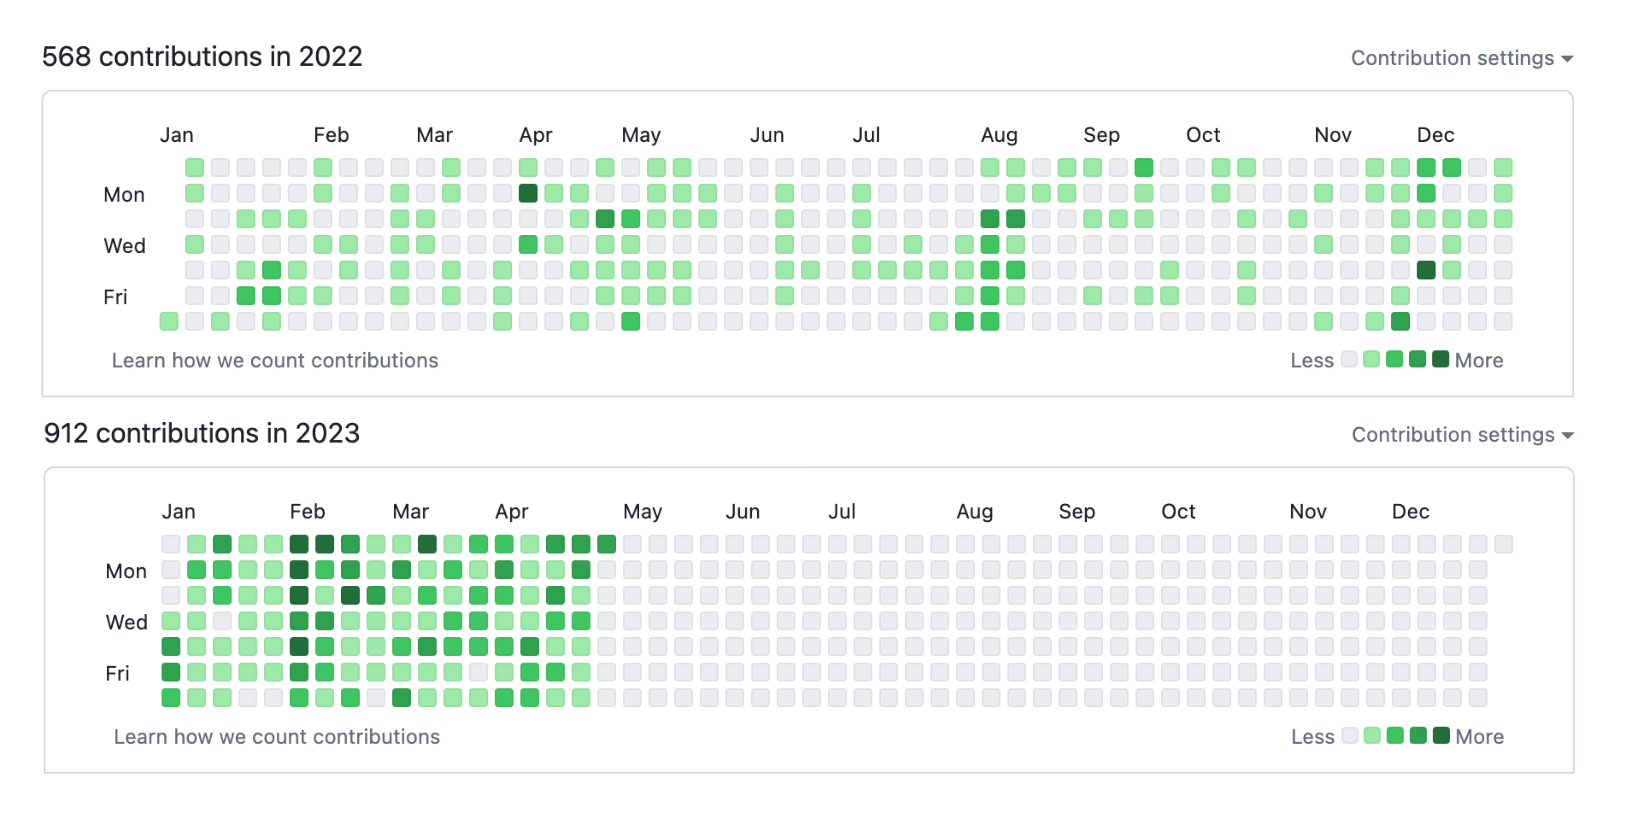 568 contributions in 2022
Contribution settings
Jan Feb Mar Apr May Jun Jul Aug Sep Oct Nov Dec
Mon
Wed
Fri
Learn how we count contributions
Less More
912 contributions in 2023
Contribution settings
Jan Feb Mar Apr May Jun Jul Aug Sep Oct Nov Dec
Mon
Wed
Fri
Learn how we count contributions
Less More